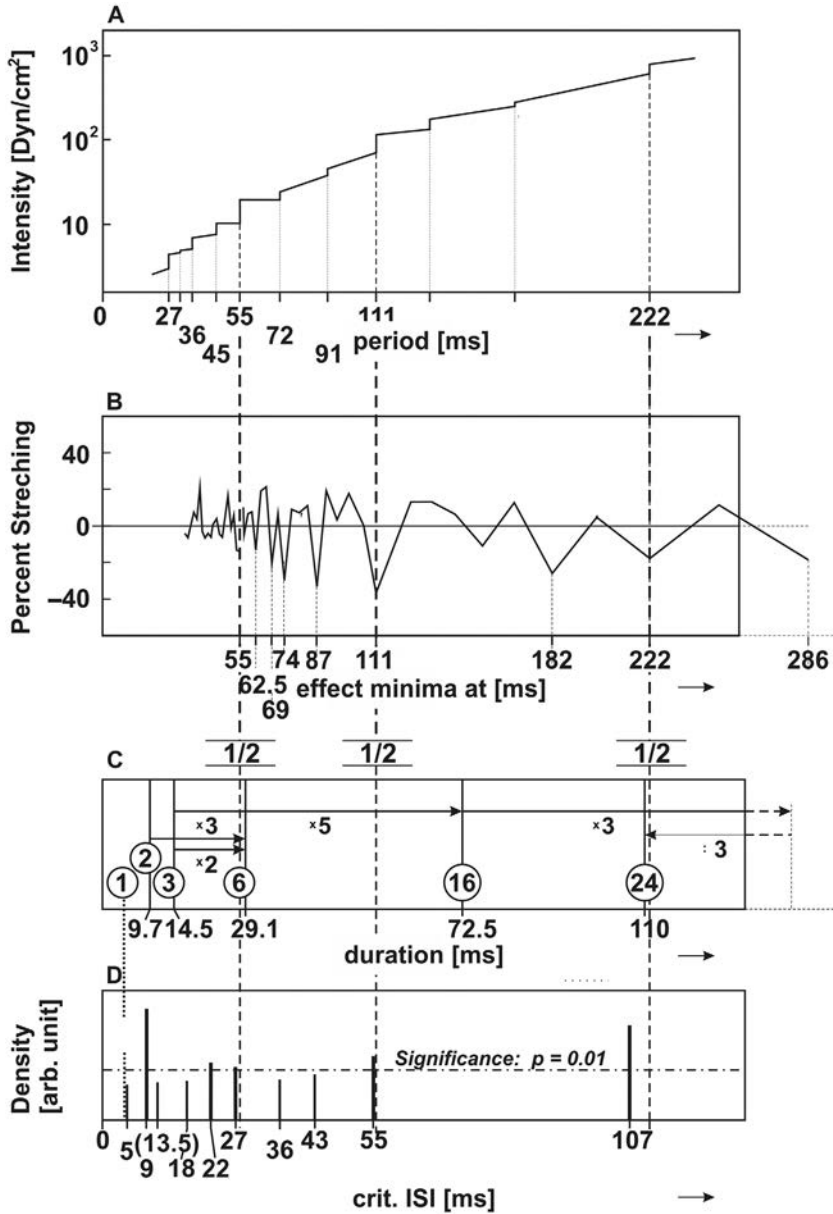 A
Intensity [Dyn/cm²]
10³
10²
10
0
27 55 111 222
36 72
45 91
period [ms]
B
Percent Streching
40
0
–40
55 74 87 111 182 222 286
62.5
69
effect minima at [ms]
1/2 1/2 1/2
C
×3 ×5 ×3
×2 : 3
1 2 3 6 16 24
9.7 14.5 29.1 72.5 110
duration [ms]
D
Density
[arb. unit]
Significance: p = 0.01
0 5 (13.5) 27 36 43 55 107
9 18 22
crit. ISI [ms]